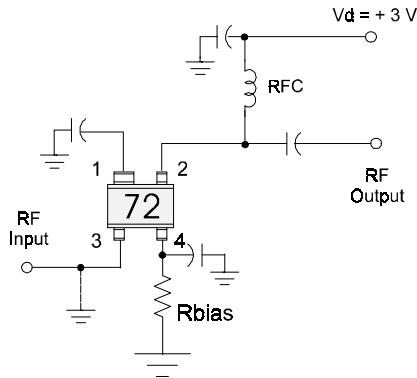 Vd = + 3 V
RFC
1
2
72
RF
Output
RF
Input
3
4
Rbias